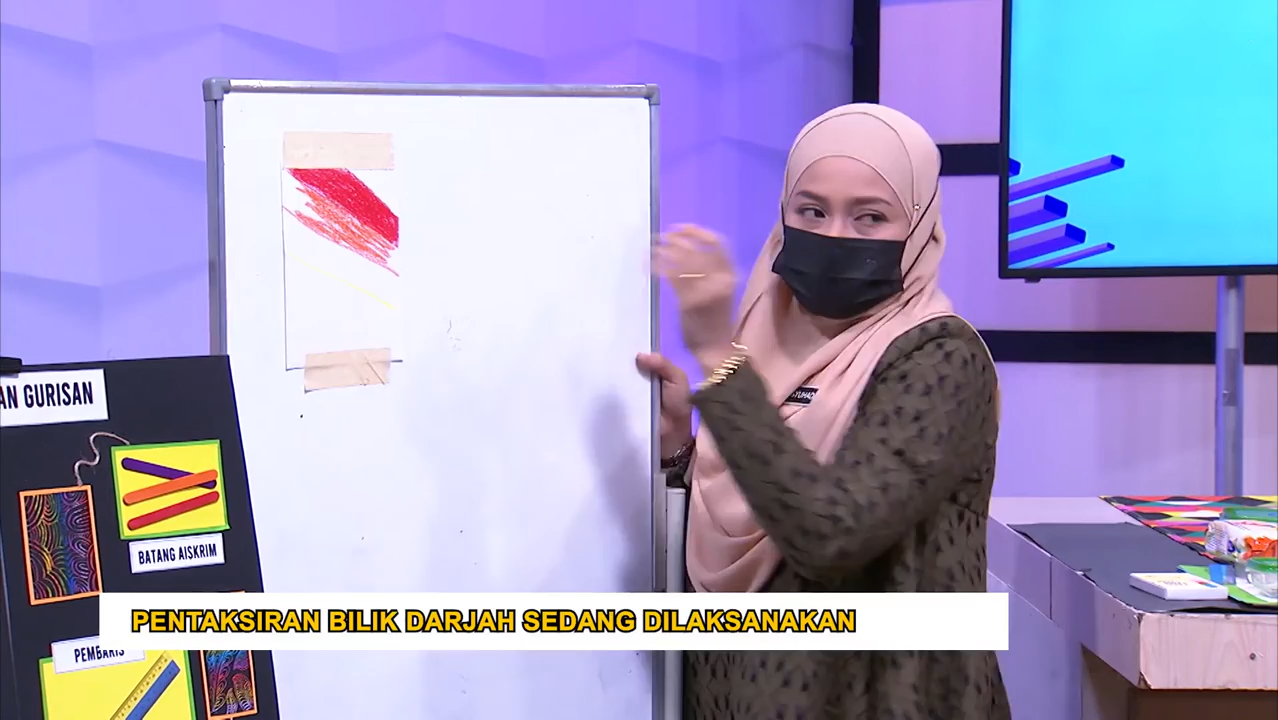 AN GURISAN
BATANG AISKRIM
PEMBARIS
PENTAKSIRAN BILIK DARJAH SEDANG DILAKSANAKAN